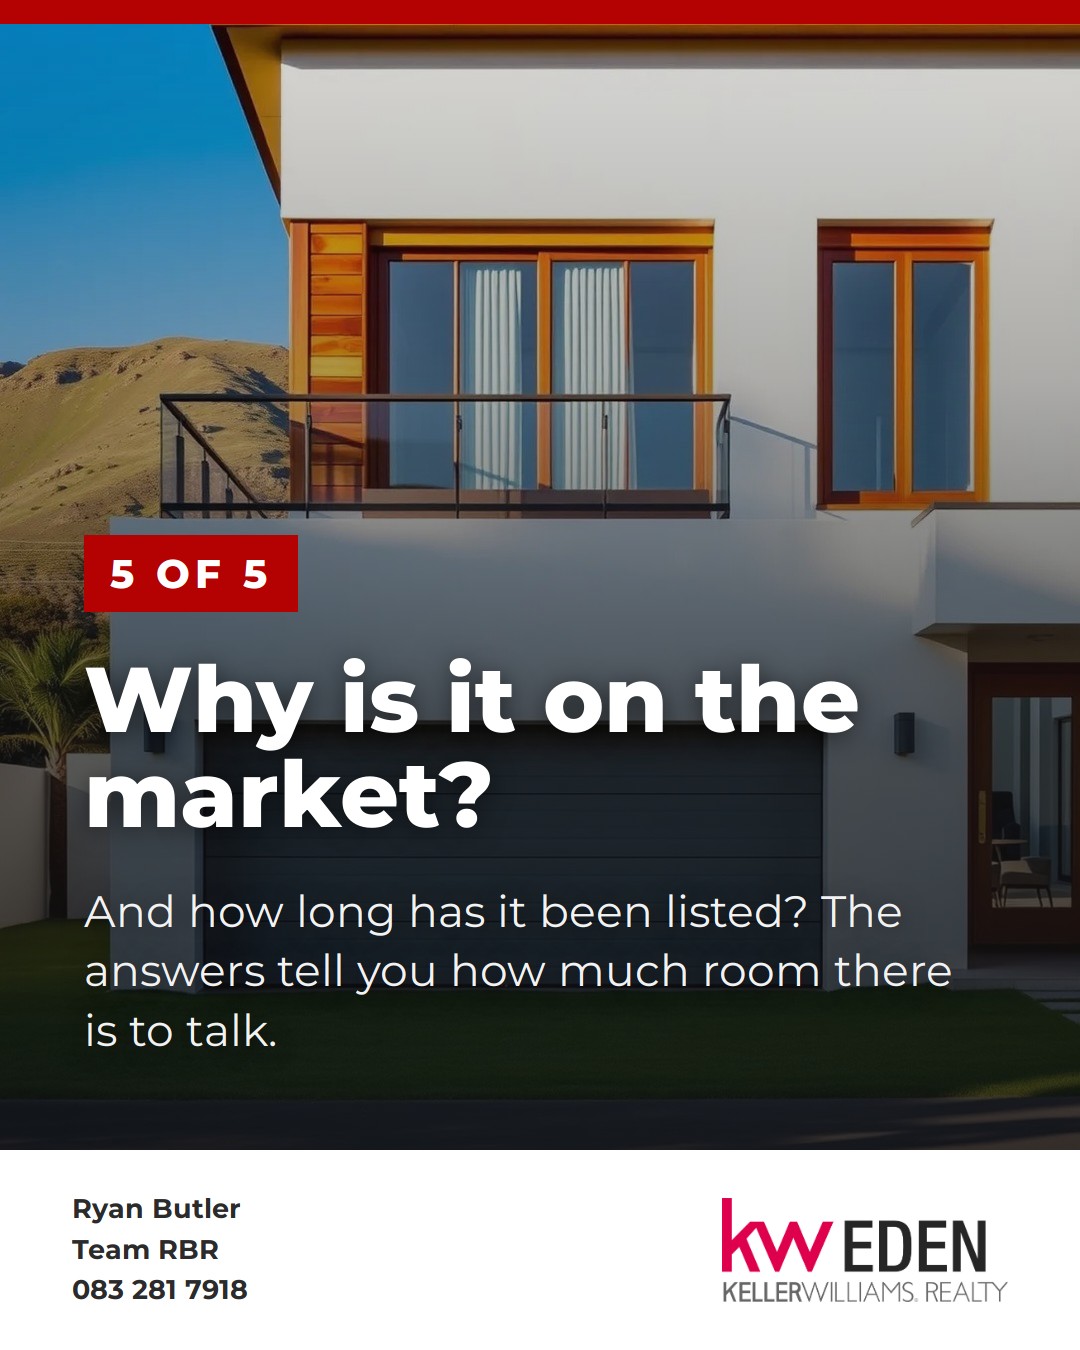 5 OF 5
Why is it on the
market?
And how long has it been listed? The
answers tell you how much room there
is to talk.
Ryan Butler
Team RBR
083 281 7918
kw EDEN
KELLERWILLIAMS. REALTY